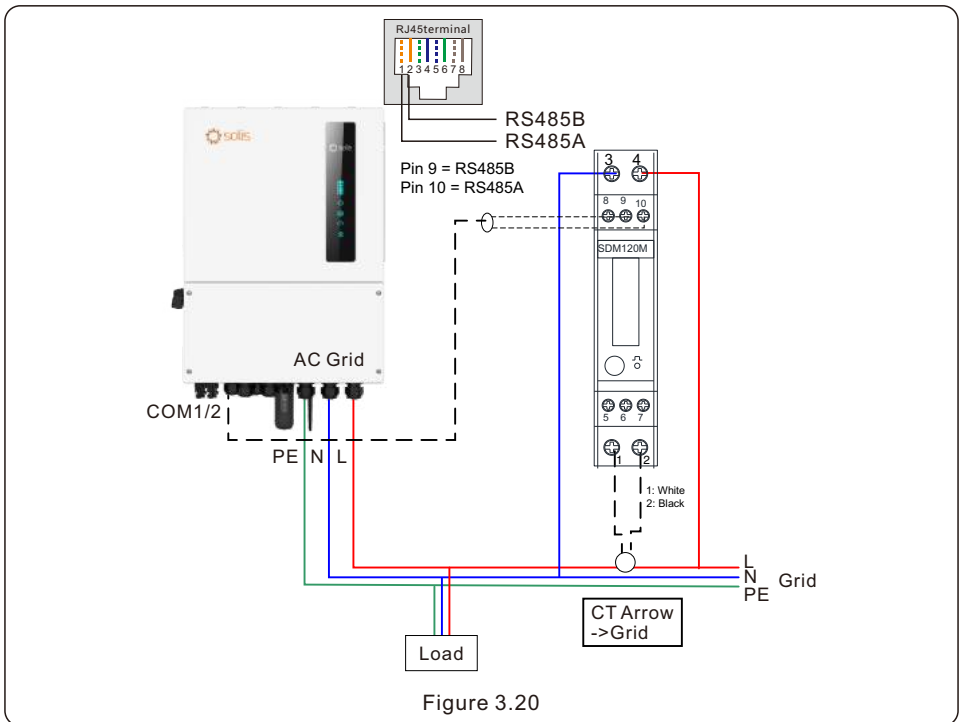 RJ45terminal
1 2 3 4 5 6 7 8
RS485B
RS485A
solis
solis
Pin 9 = RS485B
Pin 10 = RS485A
3 4
8 9 10
SDM120M
AC Grid
COM1/2
5 6 7
PE N L
1 2
1: White
2: Black
L
N
PE
Grid
CT Arrow
->Grid
Load
Figure 3.20